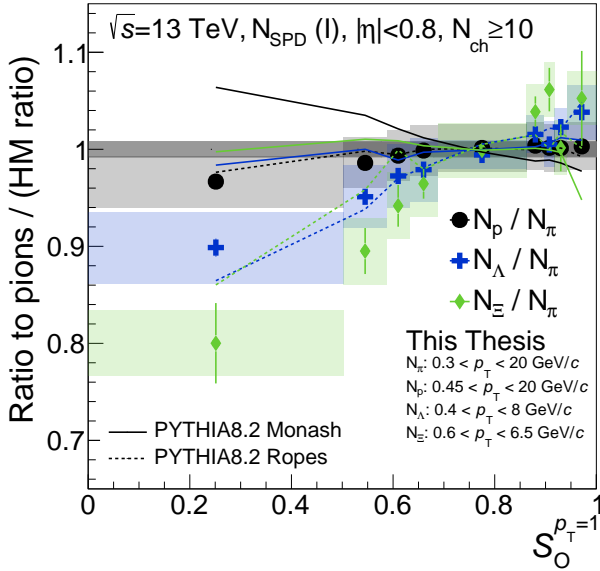 √s=13 TeV, N_SPD (I), |η|<0.8, N_ch≥10
Ratio to pions / (HM ratio)
1.1
1
0.9
0.8
0.7
N_p / N_π
N_Λ / N_π
N_Ξ / N_π
This Thesis
N_π: 0.3 < p_T < 20 GeV/c
N_p: 0.45 < p_T < 20 GeV/c
N_Λ: 0.4 < p_T < 8 GeV/c
N_Ξ: 0.6 < p_T < 6.5 GeV/c
PYTHIA8.2 Monash
PYTHIA8.2 Ropes
0 0.2 0.4 0.6 0.8 1
S_O^{p_T=1}